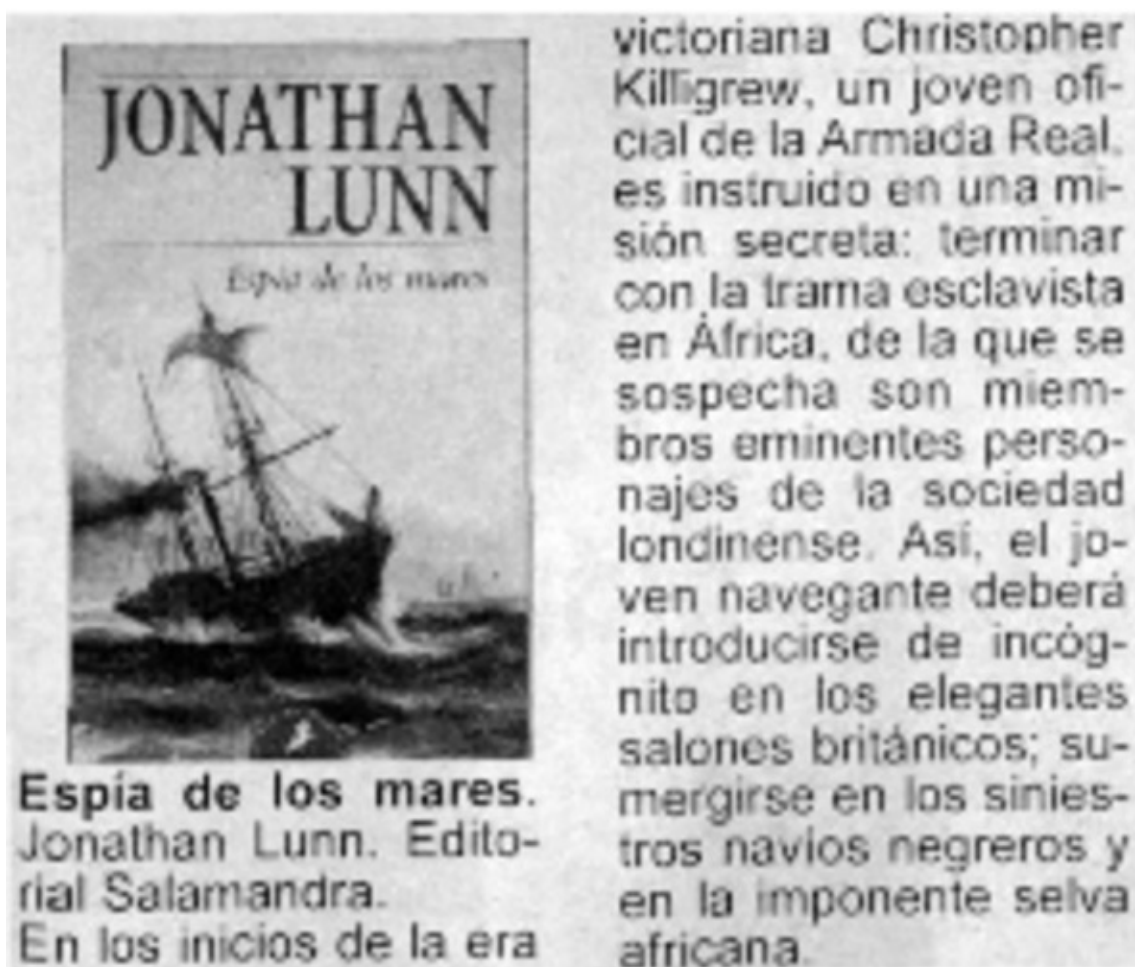 JONATHAN
LUNN
Espía de los mares
Espía de los mares.
Jonathan Lunn. Edito-
rial Salamandra.
En los inicios de la era
victoriana Christopher
Killigrew, un joven ofi-
cial de la Armada Real,
es instruido en una mi-
sión secreta: terminar
con la trama esclavista
en África, de la que se
sospecha son miem-
bros eminentes perso-
najes de la sociedad
londinense. Así, el jo-
ven navegante deberá
introducirse de incóg-
nito en los elegantes
salones británicos; su-
mergirse en los sinies-
tros navíos negreros y
en la imponente selva
africana.